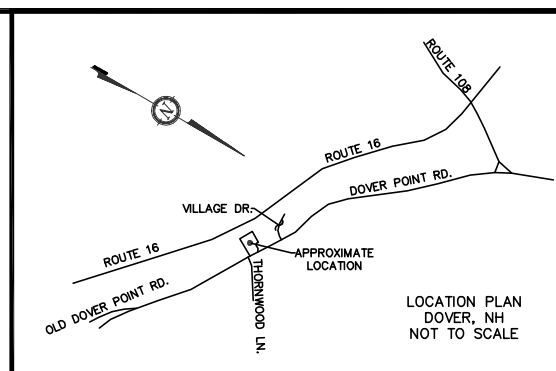 ROUTE 108
N
ROUTE 16
DOVER POINT RD.
VILLAGE DR.
ROUTE 16
APPROXIMATE
LOCATION
THORNWOOD LN.
OLD DOVER POINT RD.
LOCATION PLAN
DOVER, NH
NOT TO SCALE